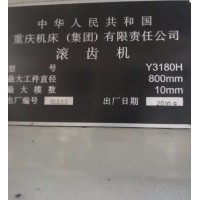 中华人民共和国
重庆机床(集团)有限责任公司
滚齿机
型 号 Y3180H
最大工件直径 800mm
最大模数 10mm
出厂编号 出厂日期